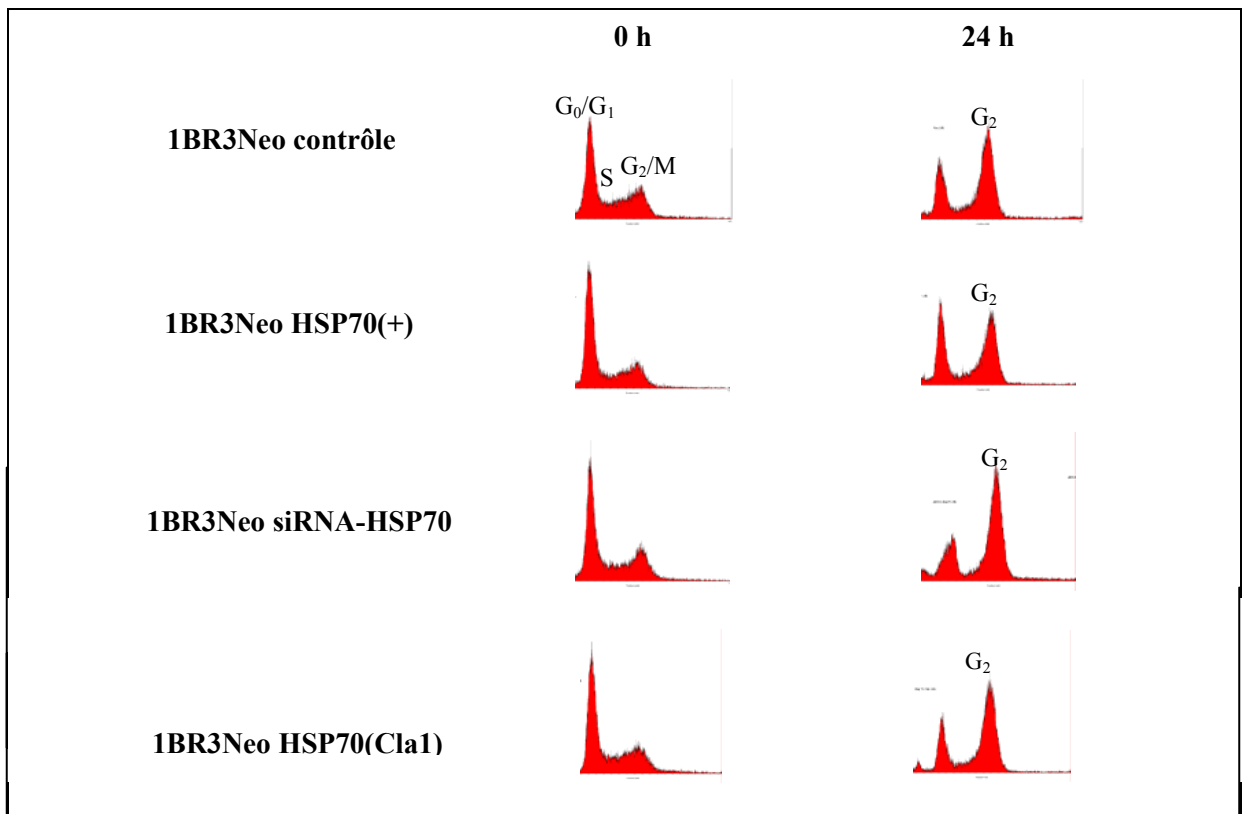 0 h 24 h
G₀/G₁
S G₂/M
G₂
1BR3Neo contrôle
G₂
1BR3Neo HSP70(+)
G₂
1BR3Neo siRNA-HSP70
G₂
1BR3Neo HSP70(Cla1)